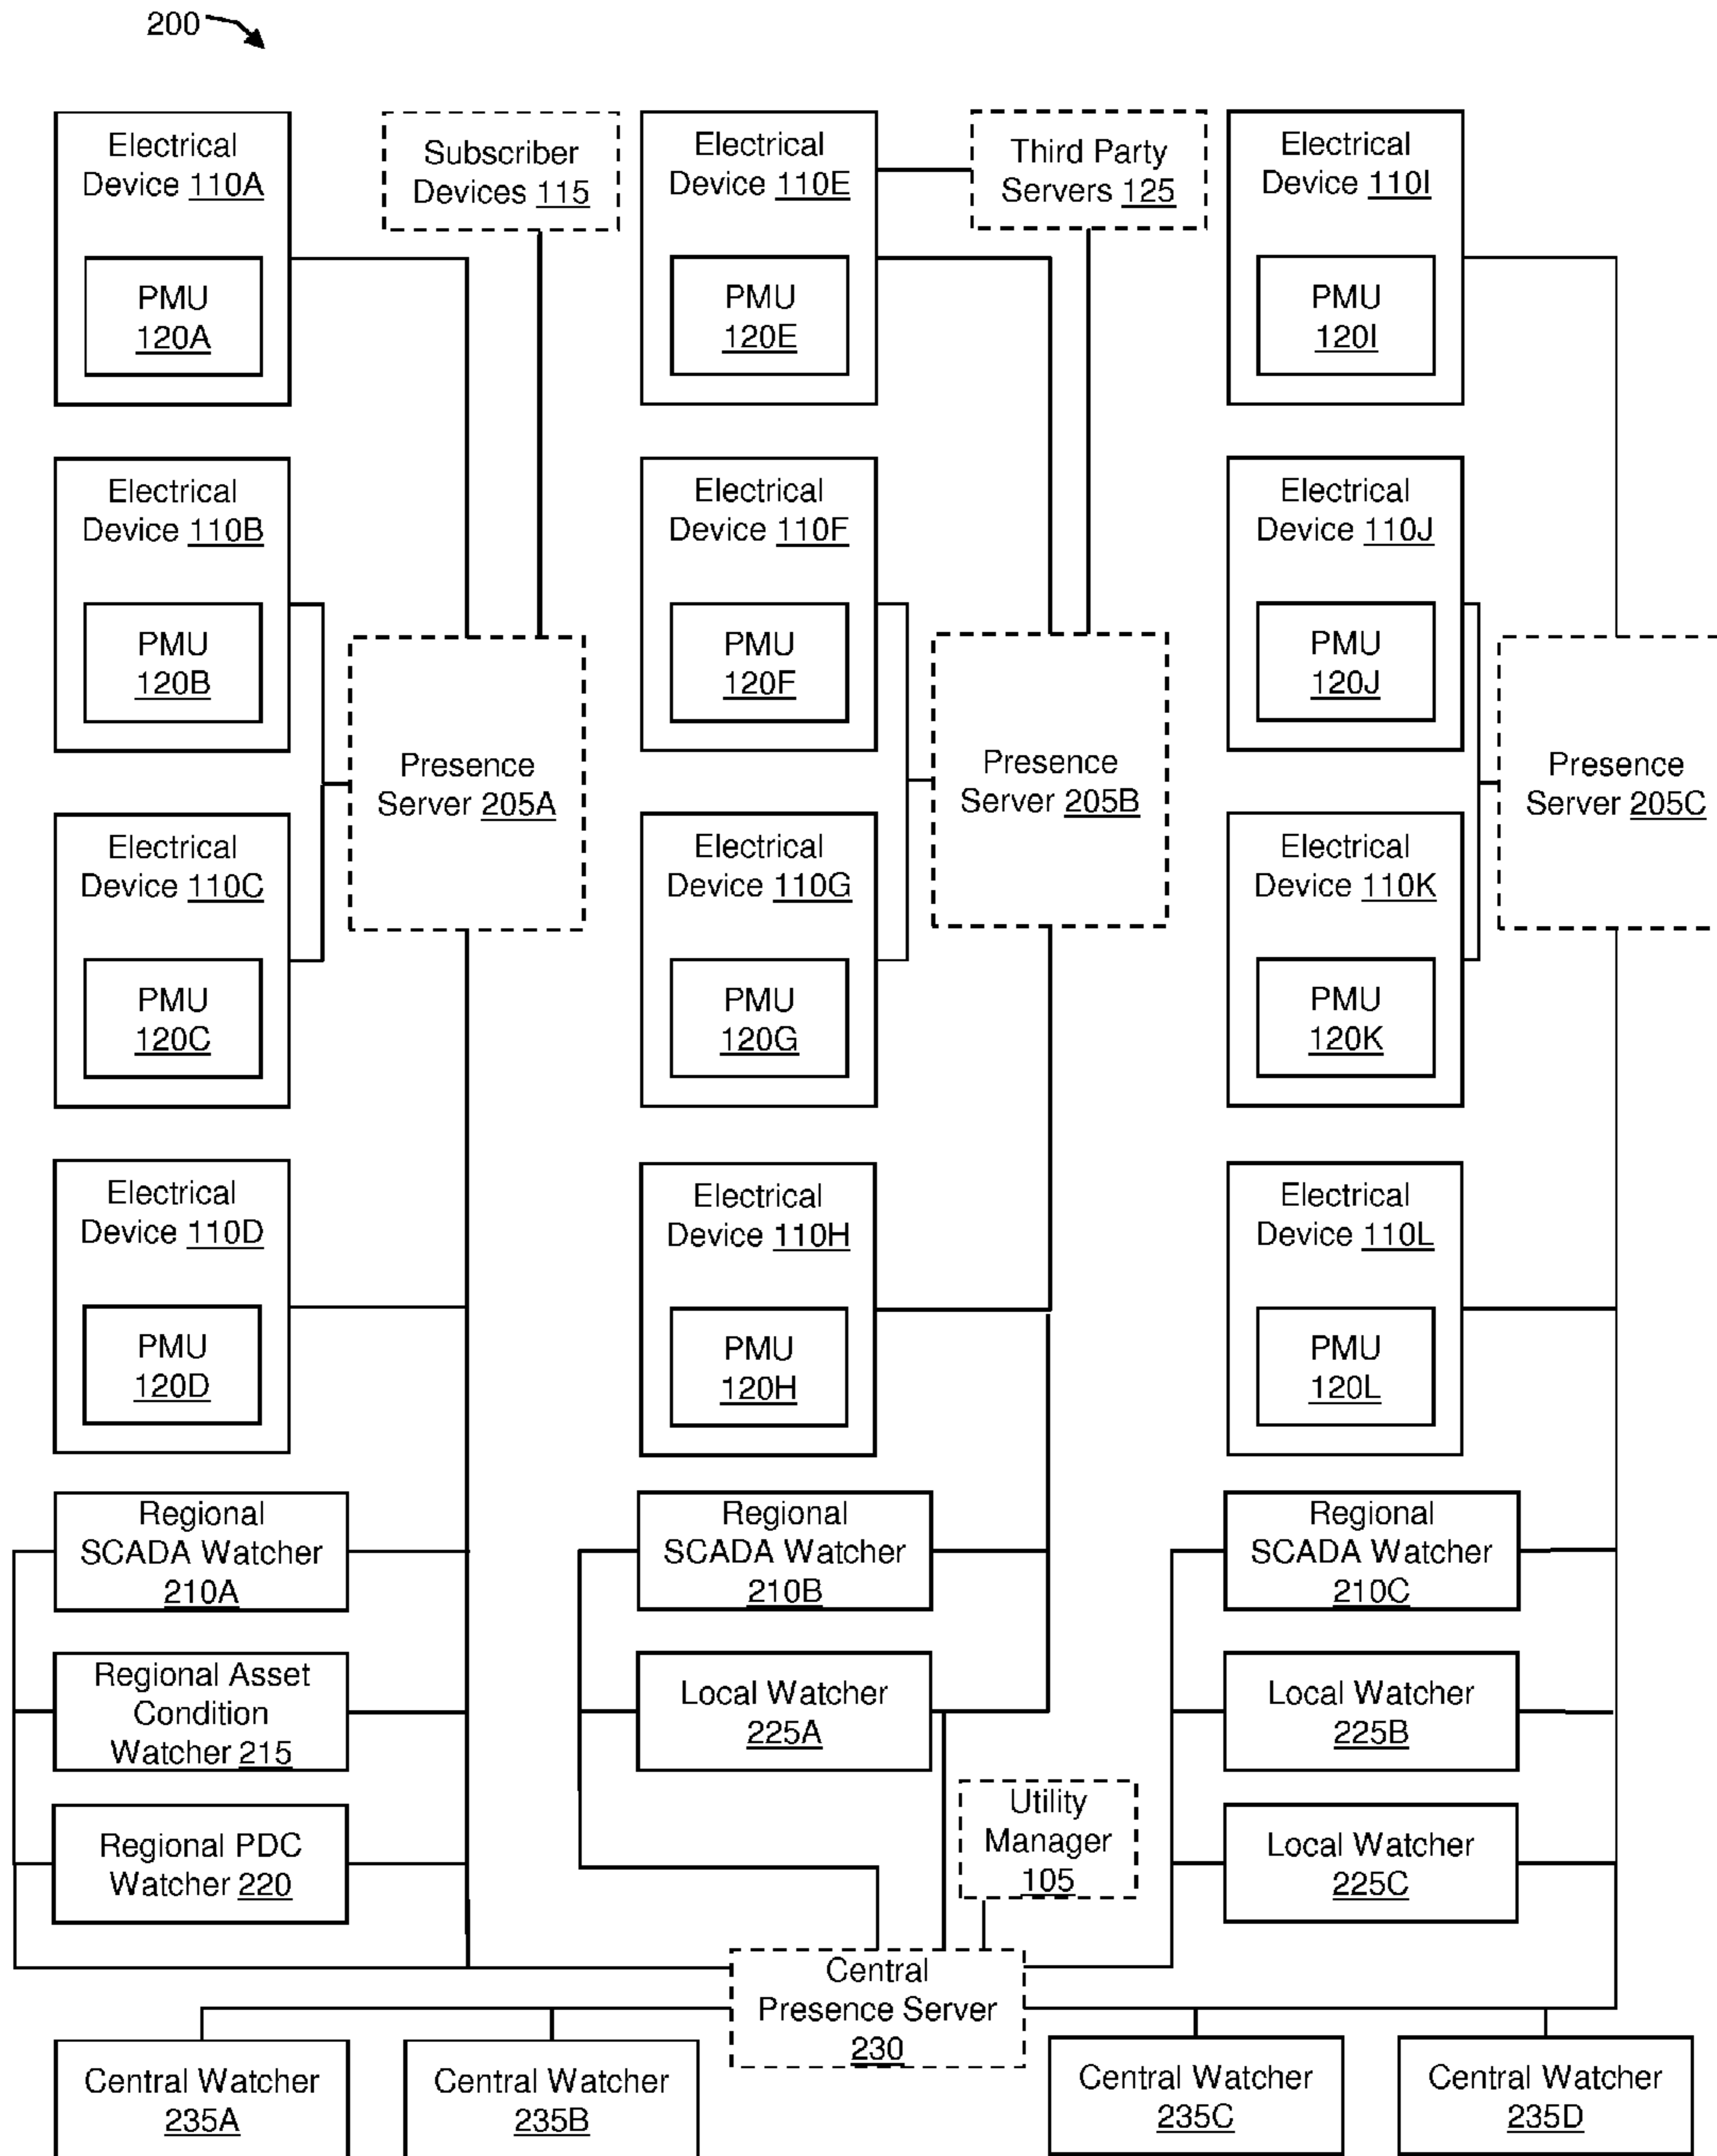 200
Electrical
Device 110A
PMU
120A
Subscriber
Devices 115
Electrical
Device 110E
PMU
120E
Third Party
Servers 125
Electrical
Device 110I
PMU
120I
Electrical
Device 110B
PMU
120B
Electrical
Device 110F
PMU
120F
Electrical
Device 110J
PMU
120J
Presence
Server 205A
Presence
Server 205B
Presence
Server 205C
Electrical
Device 110C
PMU
120C
Electrical
Device 110G
PMU
120G
Electrical
Device 110K
PMU
120K
Electrical
Device 110D
PMU
120D
Electrical
Device 110H
PMU
120H
Electrical
Device 110L
PMU
120L
Regional
SCADA Watcher
210A
Regional
SCADA Watcher
210B
Regional
SCADA Watcher
210C
Regional Asset
Condition
Watcher 215
Local Watcher
225A
Local Watcher
225B
Regional PDC
Watcher 220
Utility
Manager
105
Local Watcher
225C
Central
Presence Server
230
Central Watcher
235A
Central Watcher
235B
Central Watcher
235C
Central Watcher
235D